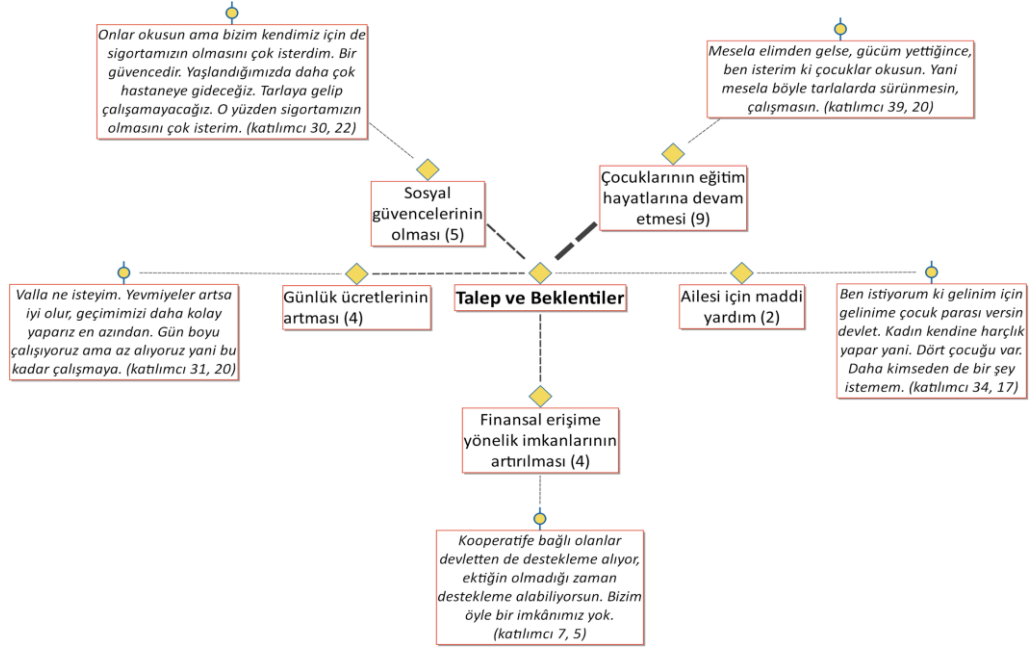 Onlar okusun ama bizim kendimiz için de
sigortamızın olmasını çok isterdim. Bir
güvencedir. Yaşlandığımızda daha çok
hastaneye gideceğiz. Tarlaya gelip
çalışamayacağız. O yüzden sigortamızın
olmasını çok isterim. (katılımcı 30, 22)
Mesela elimden gelse, gücüm yettiğince,
ben isterim ki çocuklar okusun. Yani
mesela böyle tarlalarda sürünmesin,
çalışmasın. (katılımcı 39, 20)
Sosyal
güvencelerinin
olması (5)
Çocuklarının eğitim
hayatlarına devam
etmesi (9)
Valla ne isteyim. Yevmiyeler artsa
iyi olur, geçimimizi daha kolay
yaparız en azından. Gün boyu
çalışıyoruz ama az alıyoruz yani bu
kadar çalışmaya. (katılımcı 31, 20)
Günlük ücretlerinin
artması (4)
Talep ve Beklentiler
Ailesi için maddi
yardım (2)
Ben istiyorum ki gelinim için
gelinime çocuk parası versin
devlet. Kadın kendine harçlık
yapar yani. Dört çocuğu var.
Daha kimseden de bir şey
istemem. (katılımcı 34, 17)
Finansal erişime
yönelik imkanlarının
artırılması (4)
Kooperatife bağlı olanlar
devletten de destekleme alıyor,
ektiğin olmadığı zaman
destekleme alabiliyorsun. Bizim
öyle bir imkânımız yok.
(katılımcı 7, 5)